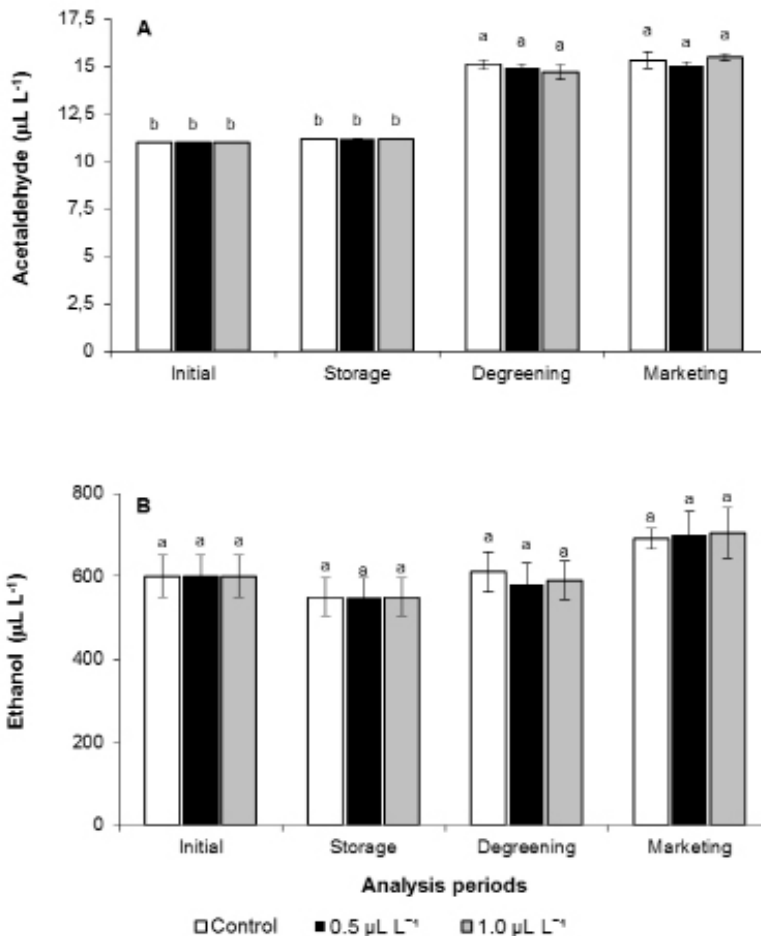 A
Acetaldehyde (µL L⁻¹)
17,5
15
12,5
10
7,5
5
2,5
0
b b b
b b b
a a a
a a a
Initial Storage Degreening Marketing
B
Ethanol (µL L⁻¹)
800
600
400
200
0
a a a
a a a
a a a
a a a
Initial Storage Degreening Marketing
Analysis periods
Control 0.5 µL L⁻¹ 1.0 µL L⁻¹